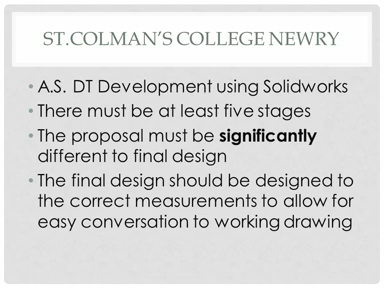 ST.COLMAN'S COLLEGE NEWRY
• A.S. DT Development using Solidworks
• There must be at least five stages
• The proposal must be significantly
different to final design
• The final design should be designed to
the correct measurements to allow for
easy conversation to working drawing